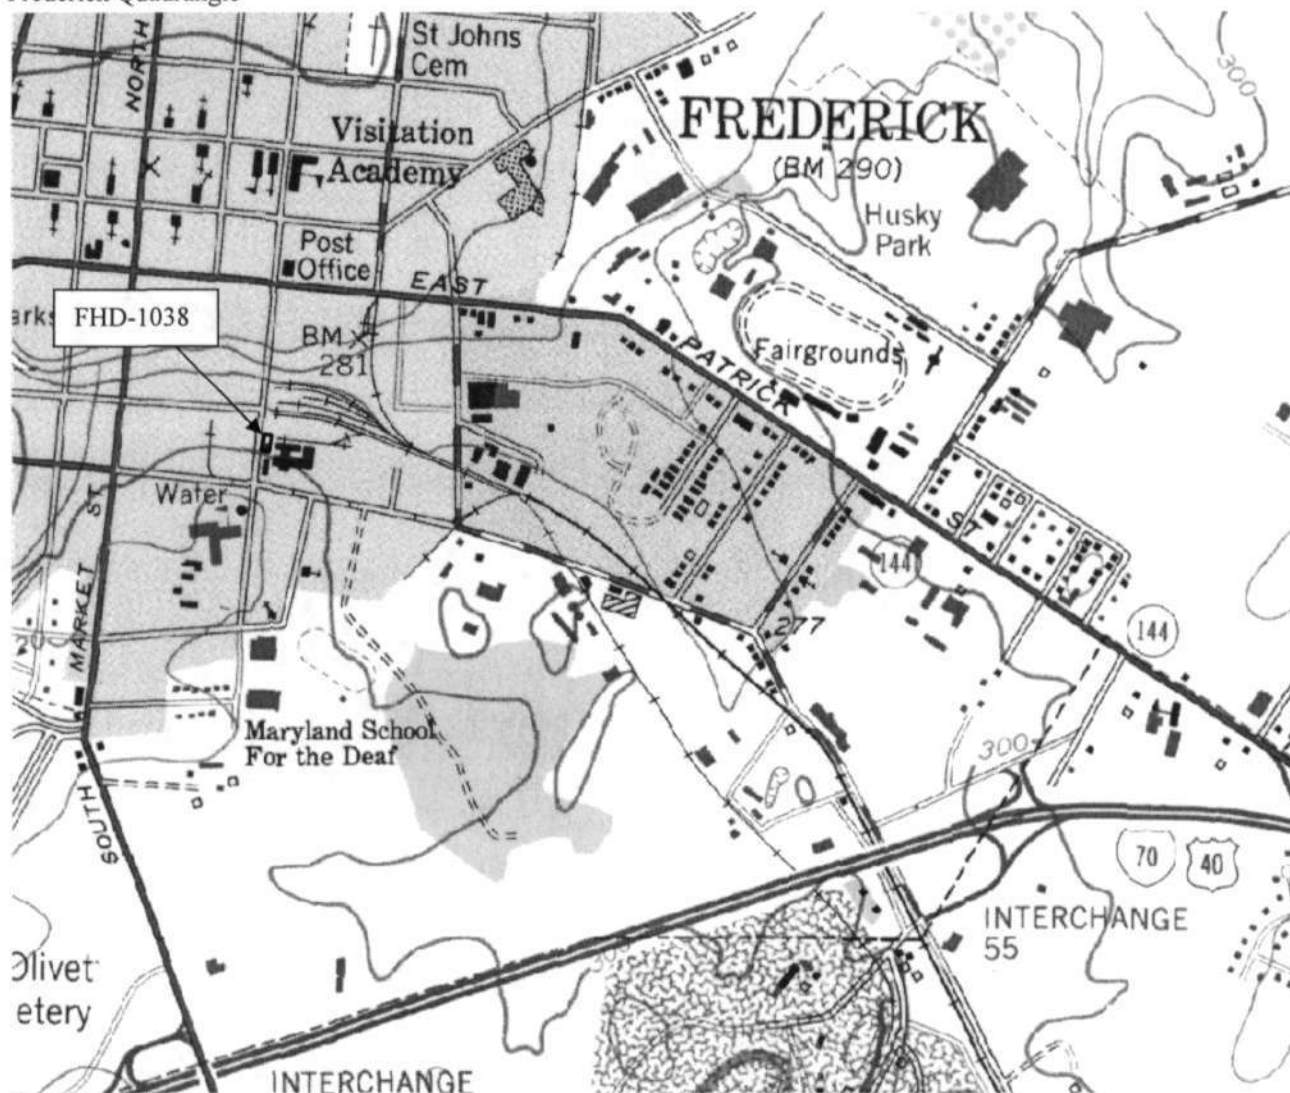 Frederick Quadrangle
NORTH
St Johns
Cem
300
Visitation
Academy
FREDERICK
(BM 290)
Husky
Park
Post
Office
EAST
arks
FHD-1038
BM
281
PATRICK
Fairgrounds
Water
ST
ST
144
MARKET
277
144
Maryland School
For the Deaf
300
SOUTH
70
40
INTERCHANGE
55
Olivet
etery
INTERCHANGE